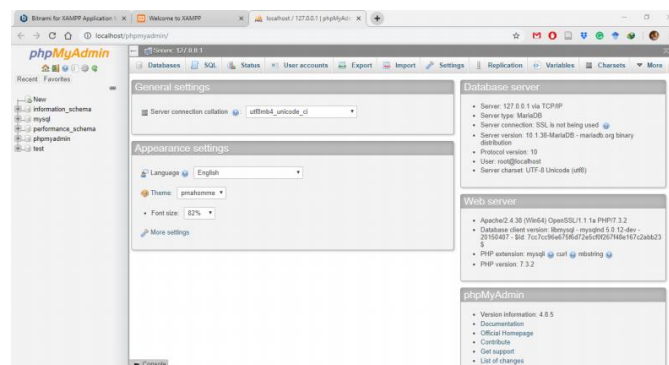 Bitnami for XAMPP Application
Welcome to XAMPP
localhost / 127.0.0.1 | phpMyAdm
localhost/phpmyadmin/
phpMyAdmin
Recent Favorites
New
information_schema
mysql
performance_schema
phpmyadmin
test
Server: 127.0.0.1
Databases
SQL
Status
User accounts
Export
Import
Settings
Replication
Variables
Charsets
More
General settings
Server connection collation
utf8mb4_unicode_ci
Appearance settings
Language
English
Theme:
pmahomme
Font size:
82%
More settings
Console
Database server
Server: 127.0.0.1 via TCP/IP
Server type: MariaDB
Server connection: SSL is not being used
Server version: 10.1.38-MariaDB - mariadb.org binary
distribution
Protocol version: 10
User: root@localhost
Server charset: UTF-8 Unicode (utf8)
Web server
Apache/2.4.38 (Win64) OpenSSL/1.1.1a PHP/7.3.2
Database client version: libmysql - mysqlnd 5.0.12-dev -
20150407 - $Id:
$
PHP extension: mysqli curl mbstring
PHP version: 7.3.2
phpMyAdmin
Version information: 4.8.5
Documentation
Official Homepage
Contribute
Get support
List of changes